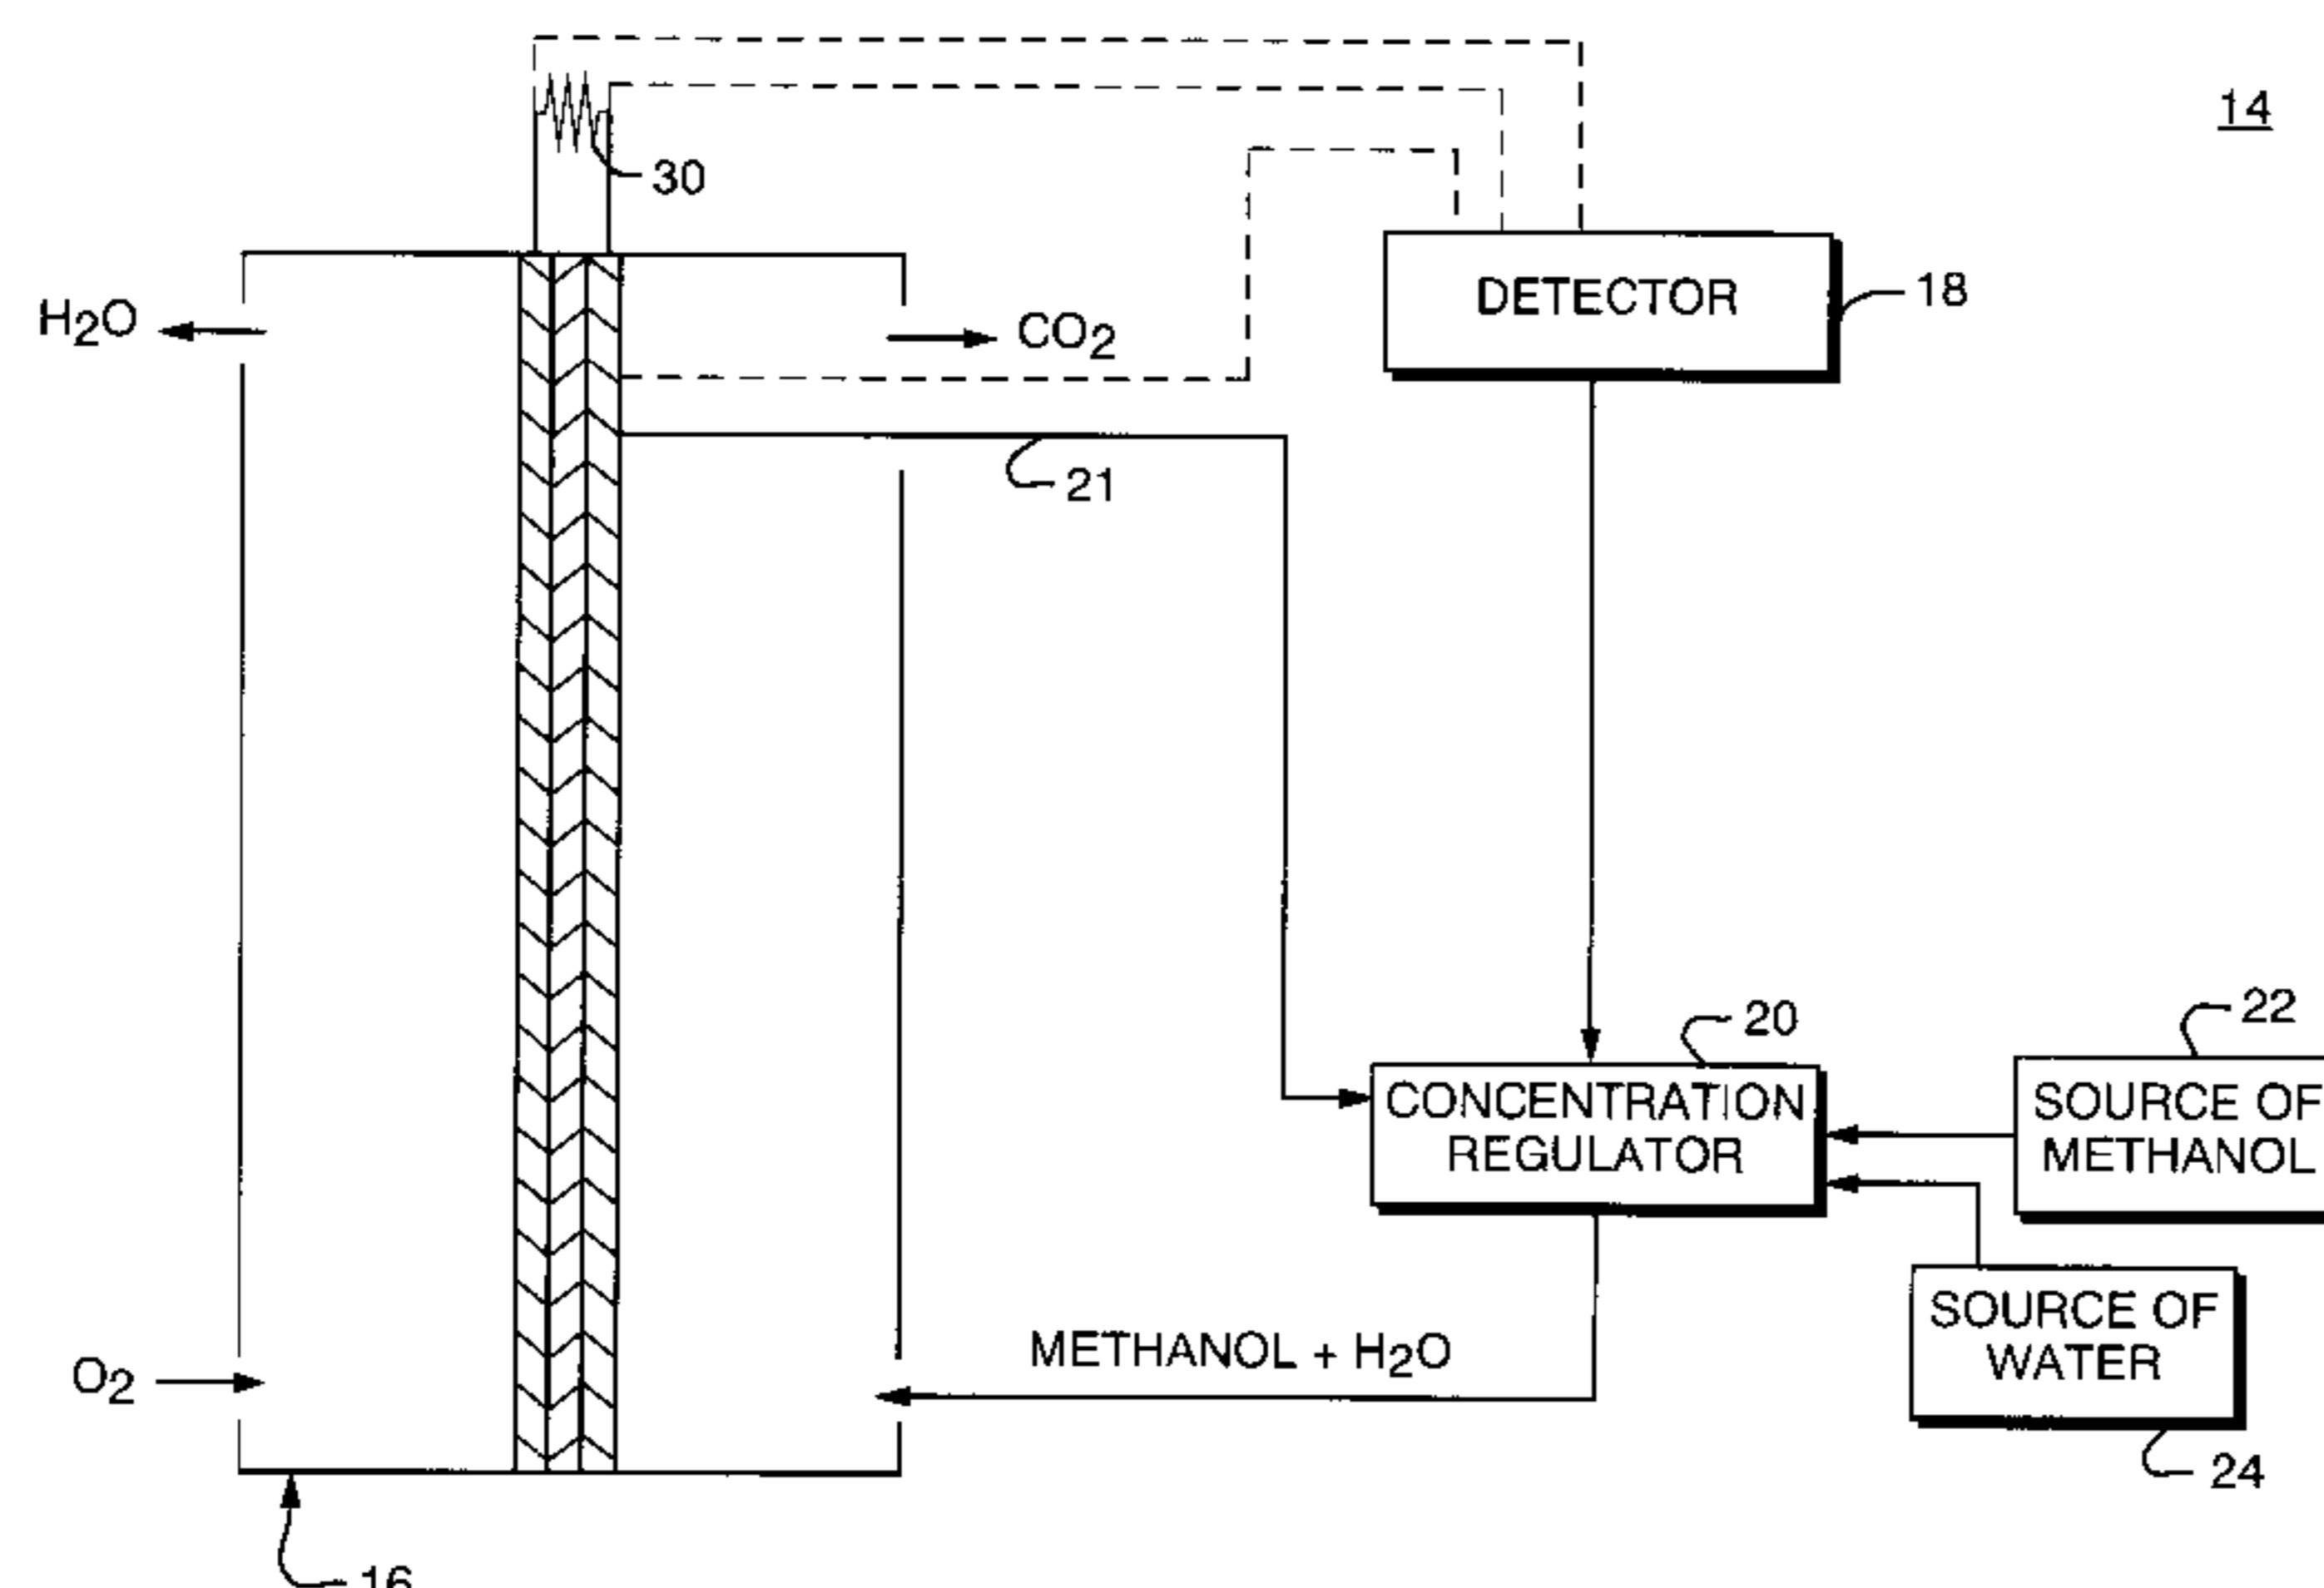 14
30
DETECTOR
18
H2O
CO2
21
20
22
CONCENTRATION
REGULATOR
SOURCE OF
METHANOL
SOURCE OF
WATER
METHANOL + H2O
O2
24
16